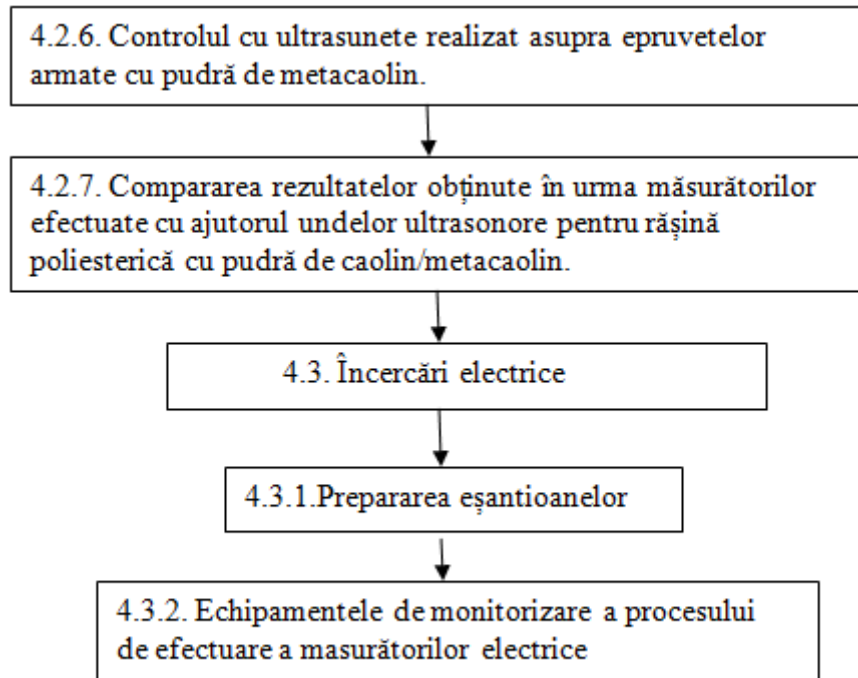 4.2.6. Controlul cu ultrasunete realizat asupra epruvetelor
armate cu pudră de metacaolin.
4.2.7. Compararea rezultatelor obținute în urma măsurătorilor
efectuate cu ajutorul undelor ultrasonore pentru rășină
poliesterică cu pudră de caolin/metacaolin.
4.3. Încercări electrice
4.3.1.Prepararea eșantioanelor
4.3.2. Echipamentele de monitorizare a procesului
de efectuare a masurătorilor electrice